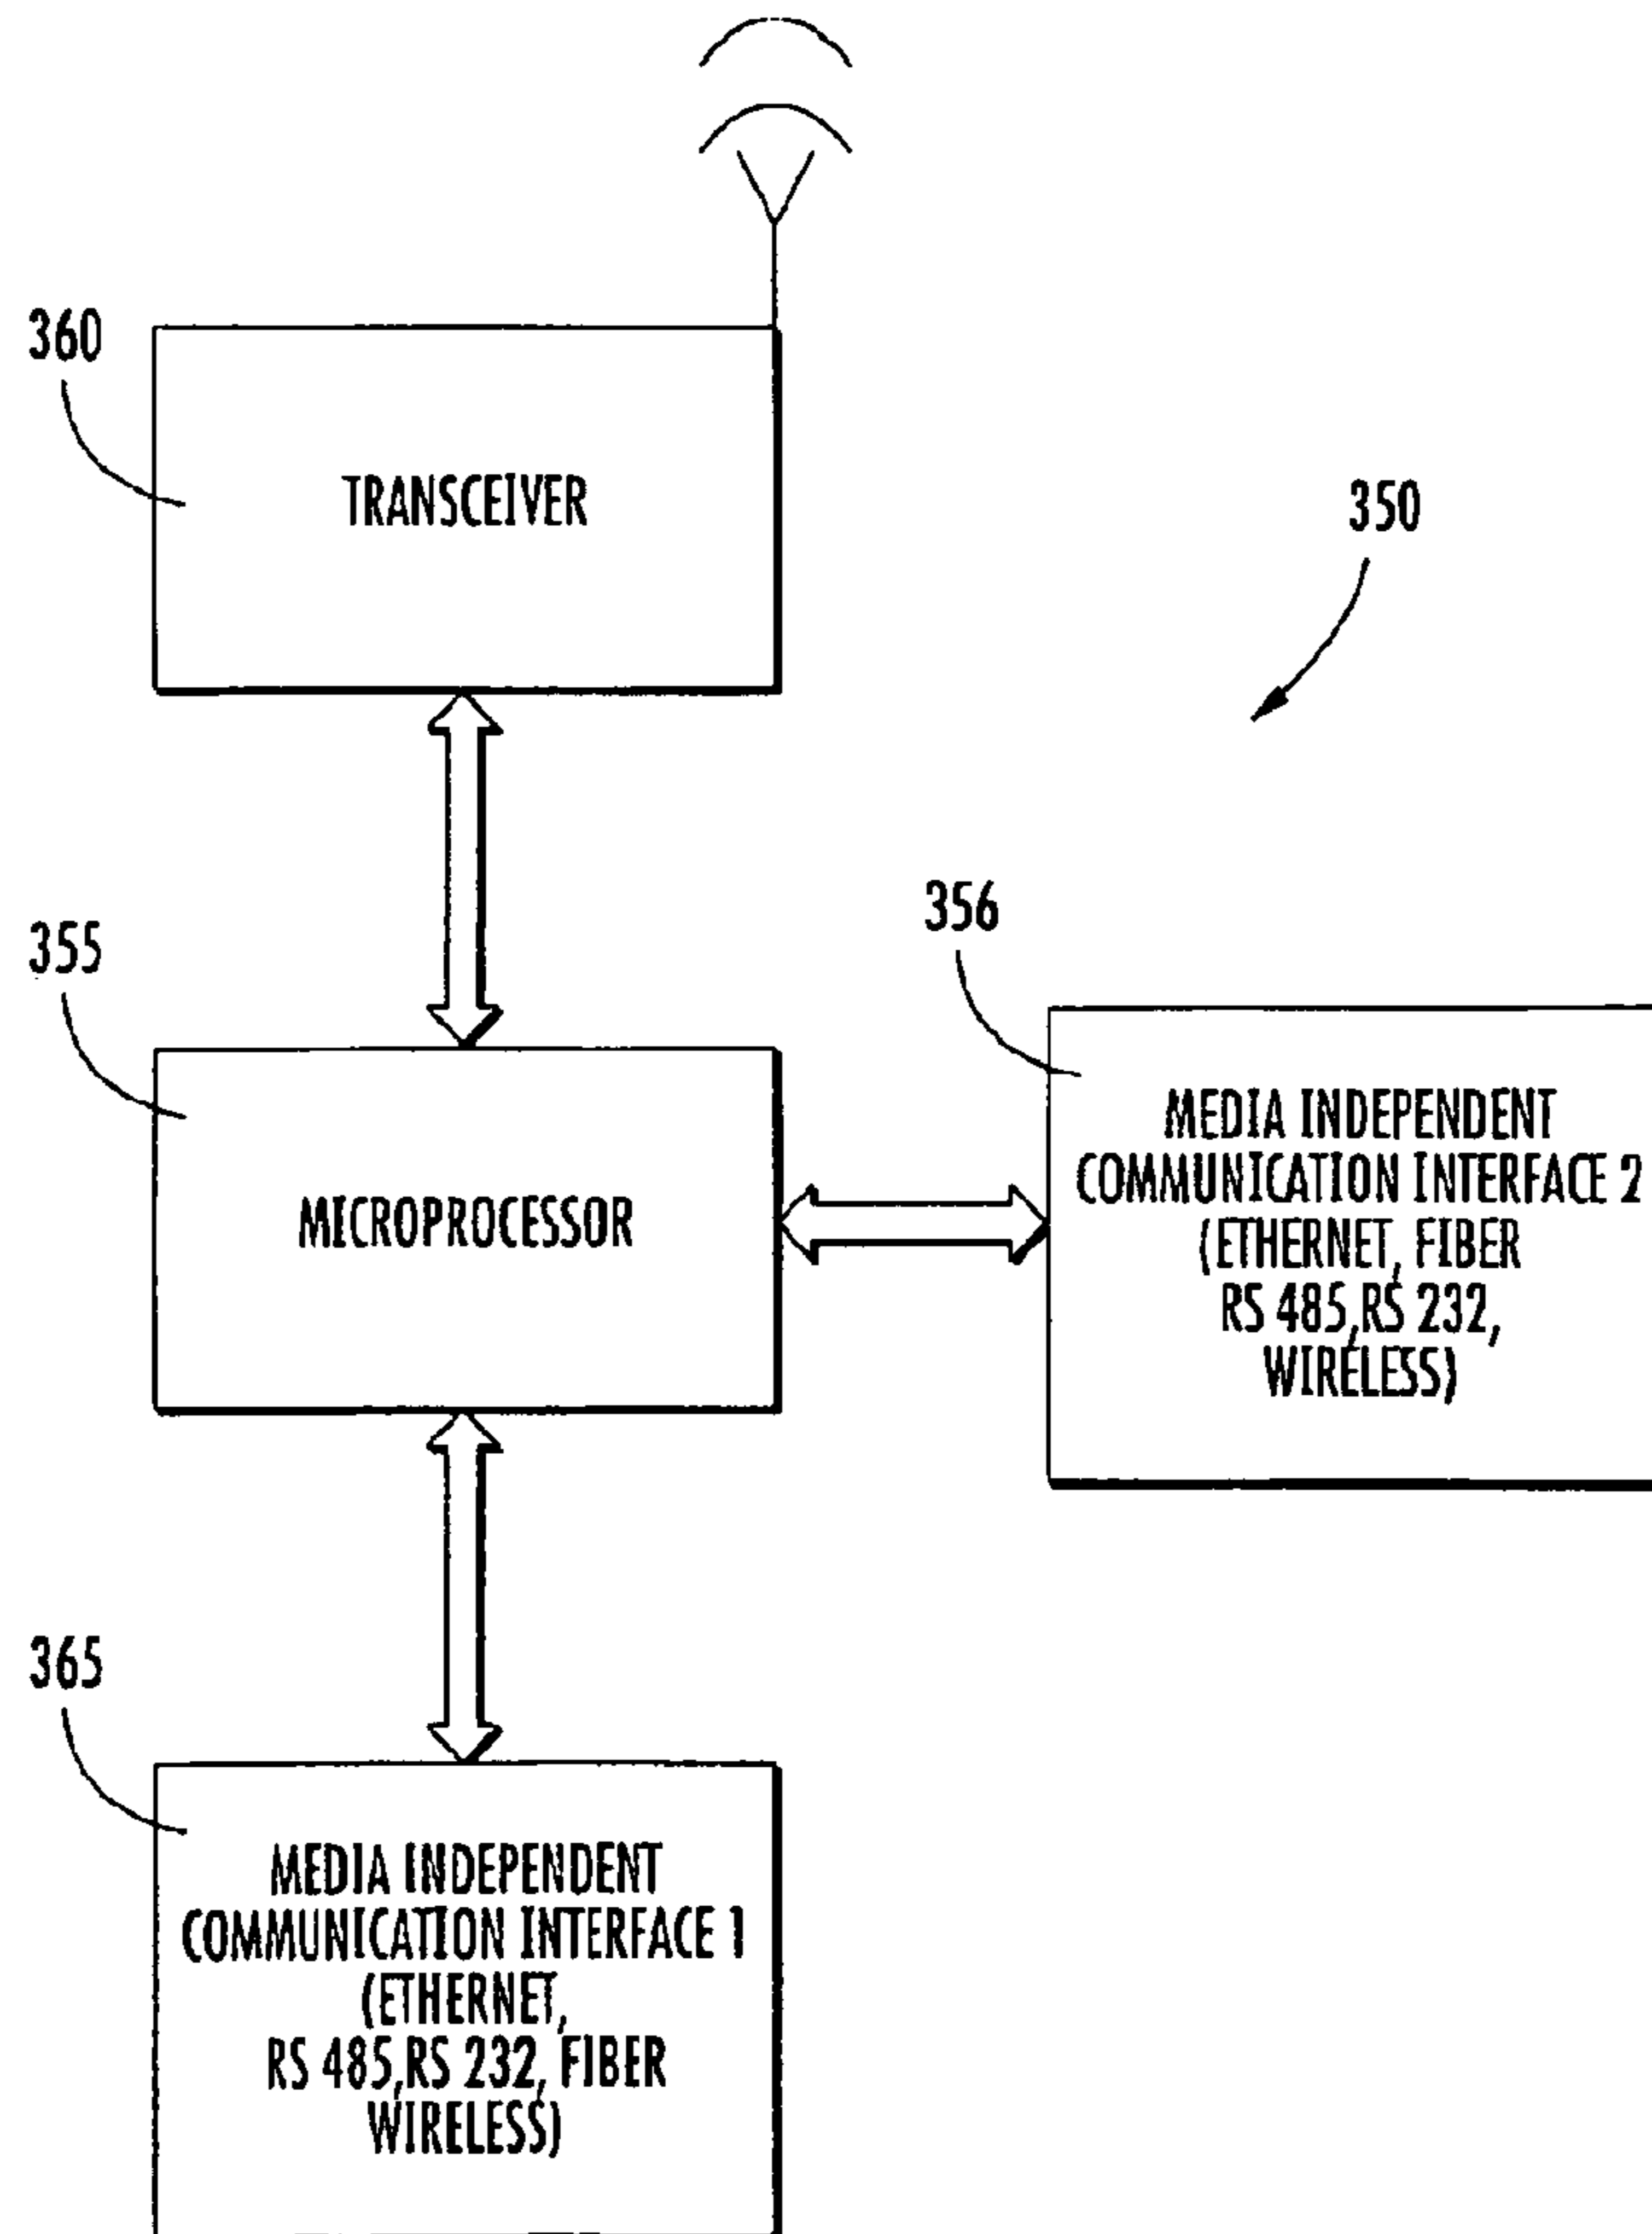 360
TRANSCEIVER
350
355
MICROPROCESSOR
356
MEDIA INDEPENDENT
COMMUNICATION INTERFACE 2
(ETHERNET, FIBER
RS 485,RS 232,
WIRELESS)
365
MEDIA INDEPENDENT
COMMUNICATION INTERFACE 1
(ETHERNET,
RS 485,RS 232, FIBER
WIRELESS)